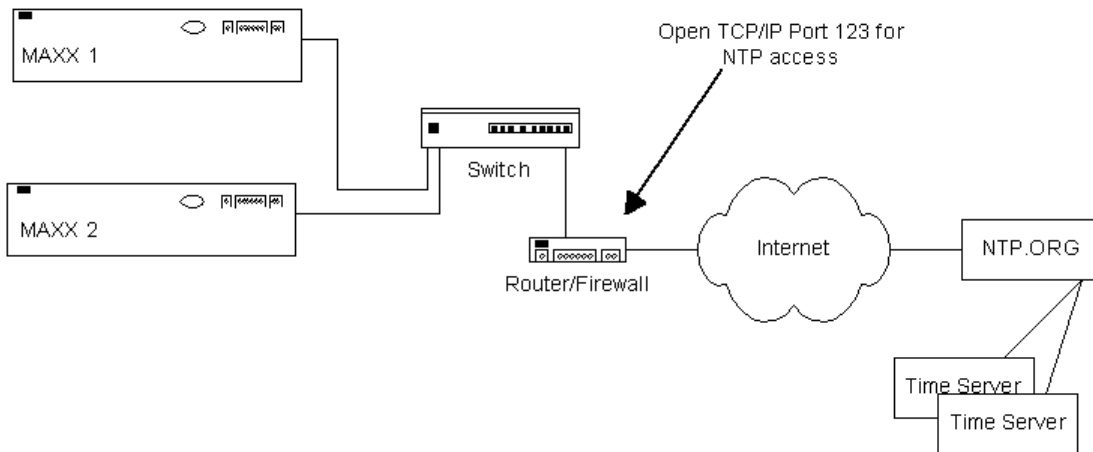 MAXX 1
Open TCP/IP Port 123 for
NTP access
Switch
MAXX 2
Internet
NTP.ORG
Router/Firewall
Time Server
Time Server